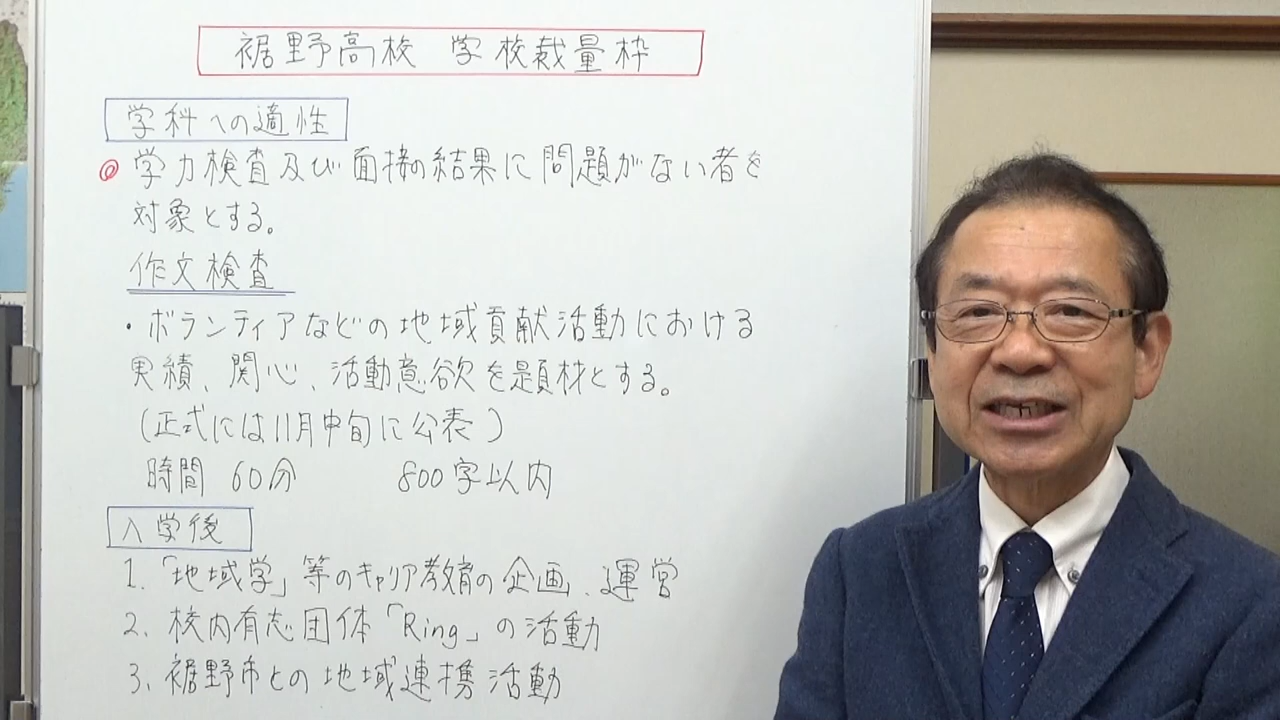 裾野高校 学校裁量枠
学科への適性
◎ 学力検査及び面接の結果に問題がない者を
対象とする。
作文検査
・ボランティアなどの地域貢献活動における
実績、関心、活動意欲を題材とする。
(正式には11月中旬に公表)
時間 60分 800字以内
入学後
1.「地域学」等のキャリア教育の企画、運営
2. 校内有志団体「Ring」の活動
3. 裾野市との地域連携活動